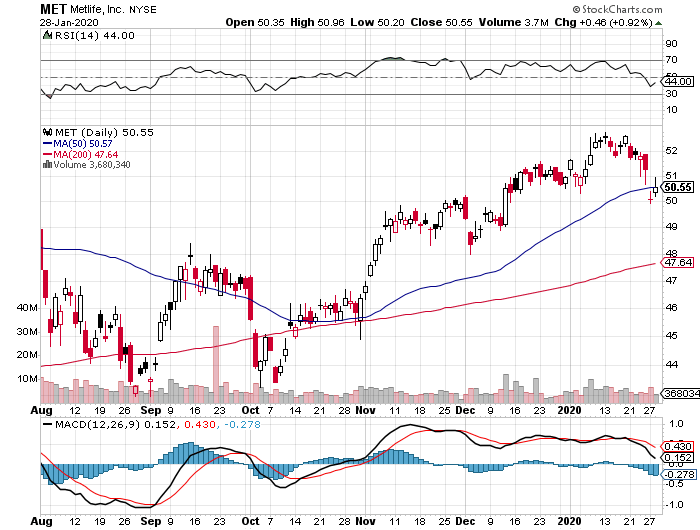 MET Metlife, Inc. NYSE © StockCharts.com
28-Jan-2020 Open 50.35 High 50.96 Low 50.20 Close 50.55 Volume 3.7M Chg +0.46 (+0.92%)
RSI(14) 44.00
90
70
50
44.00
30
10
MET (Daily) 50.55
MA(50) 50.57
MA(200) 47.64
Volume 3,680,340
52
51
50.55
50
49
48
47.64
47
46
45
44
40M
30M
20M
10M
368034
Aug 12 19 26 Sep 9 16 23 Oct 7 14 21 28 Nov 11 18 25 Dec 9 16 23 2020 13 21 27
MACD(12,26,9) 0.152, 0.430, -0.278
1.0
0.430
0.152
0.0
-0.278
-0.5
-1.0
Aug 12 19 26 Sep 9 16 23 Oct 7 14 21 28 Nov 11 18 25 Dec 9 16 23 2020 13 21 27